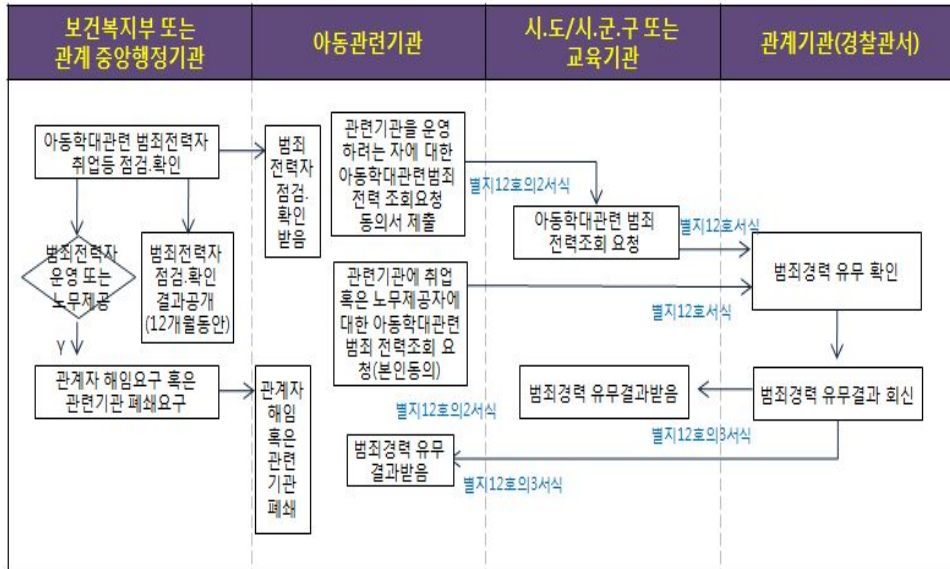 보건복지부 또는
관계 중앙행정기관
아동관련기관
시.도/시.군.구 또는
교육기관
관계기관(경찰관서)
아동학대관련 범죄전력자
취업등 점검.확인
범죄전력자
운영 또는
노무제공
Y
범죄전력자
점검.확인
결과공개
(12개월동안)
관계자 해임요구 혹은
관련기관 폐쇄요구
범죄
전력자
점검.
확인
받음
관계자
해임
혹은
관련
기관
폐쇄
관련기관을 운영
하려는 자에 대한
아동학대관련범죄
전력 조회요청
동의서 제출
별지12호의2서식
관련기관에 취업
혹은 노무제공자에
대한 아동학대관련
범죄 전력조회 요
청(본인동의)
별지12호의2서식
범죄경력 유무
결과받음
별지12호의3서식
아동학대관련 범죄
전력조회 요청
별지12호서식
별지12호서식
범죄경력 유무결과받음
별지12호의3서식
범죄경력 유무 확인
범죄경력 유무결과 회신